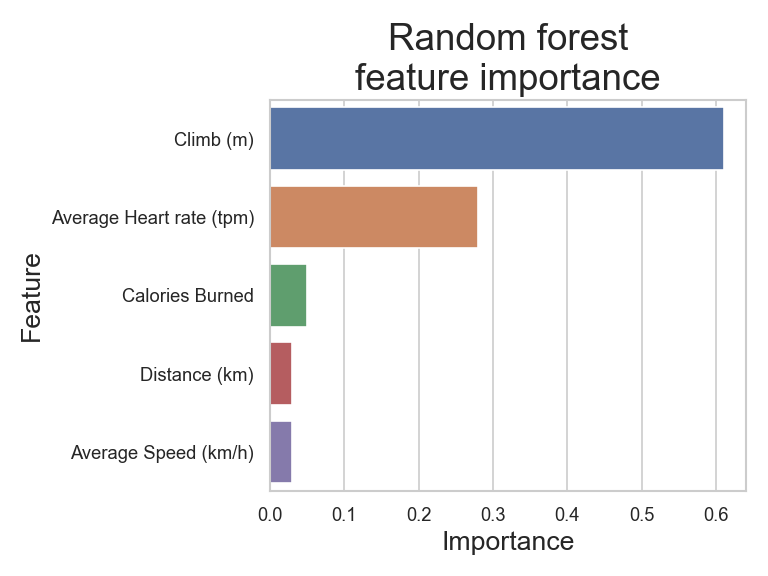 Random forest
feature importance
Climb (m)
Average Heart rate (tpm)
Calories Burned
Distance (km)
Average Speed (km/h)
Feature
0.0 0.1 0.2 0.3 0.4 0.5 0.6
Importance